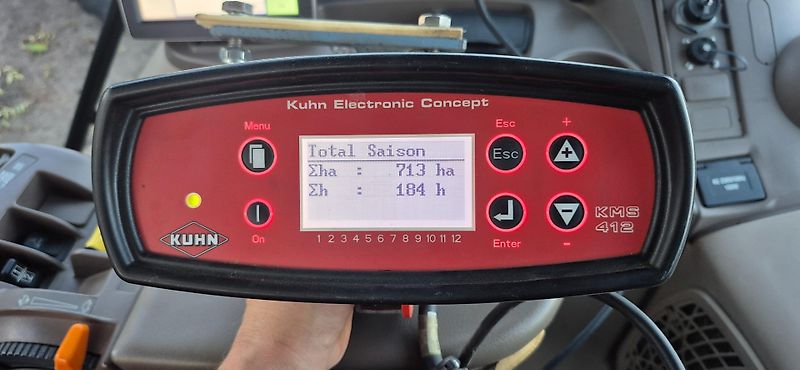 Kuhn Electronic Concept
Menu
Esc
+
Total Saison
Σha : 713 ha
Σh : 184 h
Esc
KUHN
On
1 2 3 4 5 6 7 8 9 10 11 12
Enter
-
KMS
412